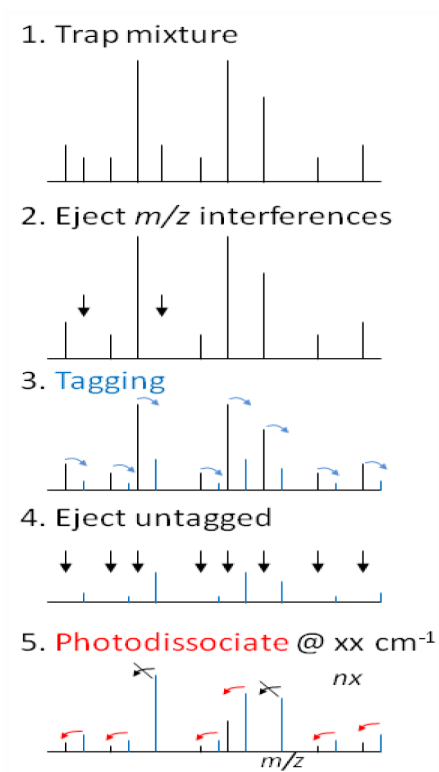 1. Trap mixture
2. Eject m/z interferences
3. Tagging
4. Eject untagged
5. Photodissociate @ xx cm⁻¹
nx
m/z